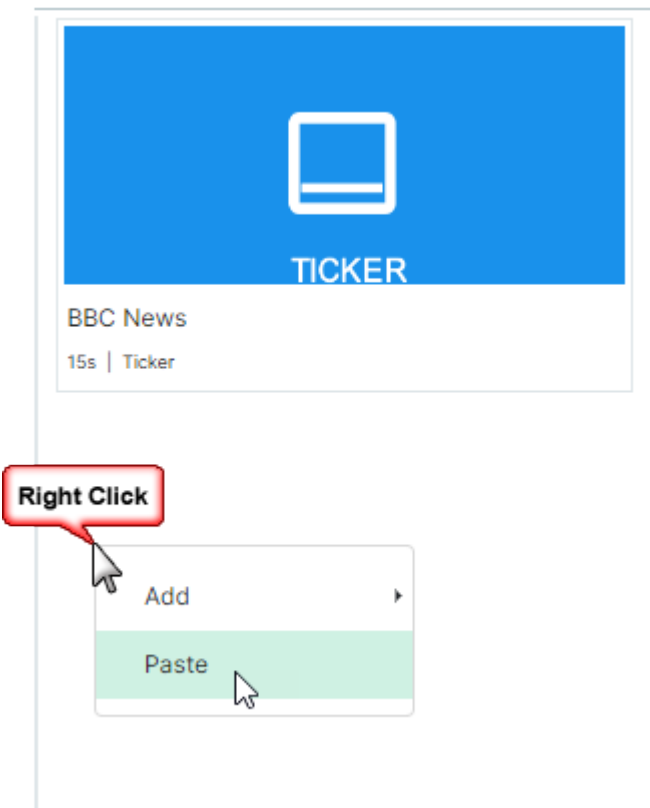 TICKER
BBC News
15s | Ticker
Right Click
Add
Paste